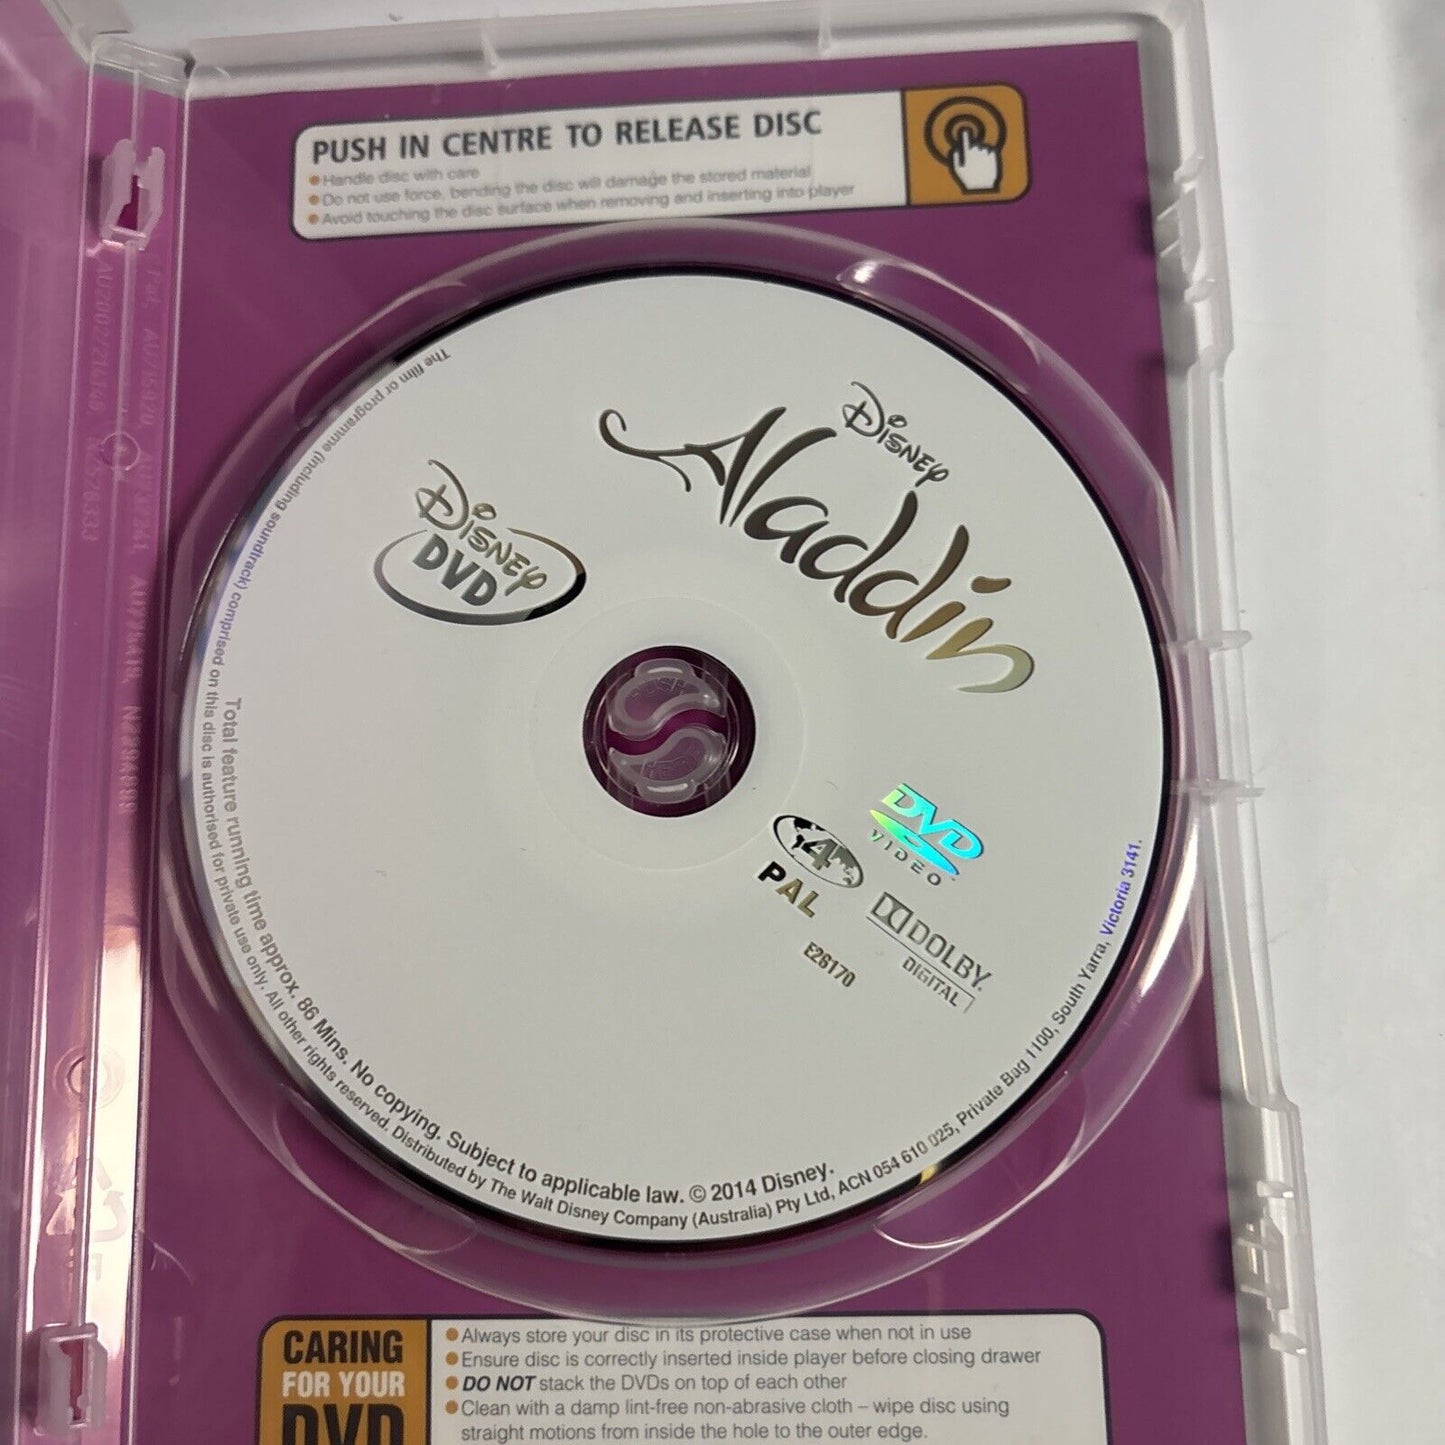 PUSH IN CENTRE TO RELEASE DISC
Handle disc with care
Do not use force, bending the disc will damage the stored material
Avoid touching the disc surface when removing and inserting into player
Disney
Aladdin
Disney
DVD
DVD
VIDEO™
4
PAL
DOLBY
DIGITAL
E26170
The film or programme (including soundtrack) comprised on this disc is authorised for private use only. All other rights reserved. Distributed by The Walt Disney Company (Australia) Pty Ltd, ACN 054 610 025, Private Bag 1100, South Yarra, Victoria 3141.
Total feature running time approx. 86 Mins. No copying. Subject to applicable law. © 2014 Disney.
PUSH
CARING
FOR YOUR
DVD
Always store your disc in its protective case when not in use
Ensure disc is correctly inserted inside player before closing drawer
DO NOT stack the DVDs on top of each other
Clean with a damp lint-free non-abrasive cloth – wipe disc using
straight motions from inside the hole to the outer edge.